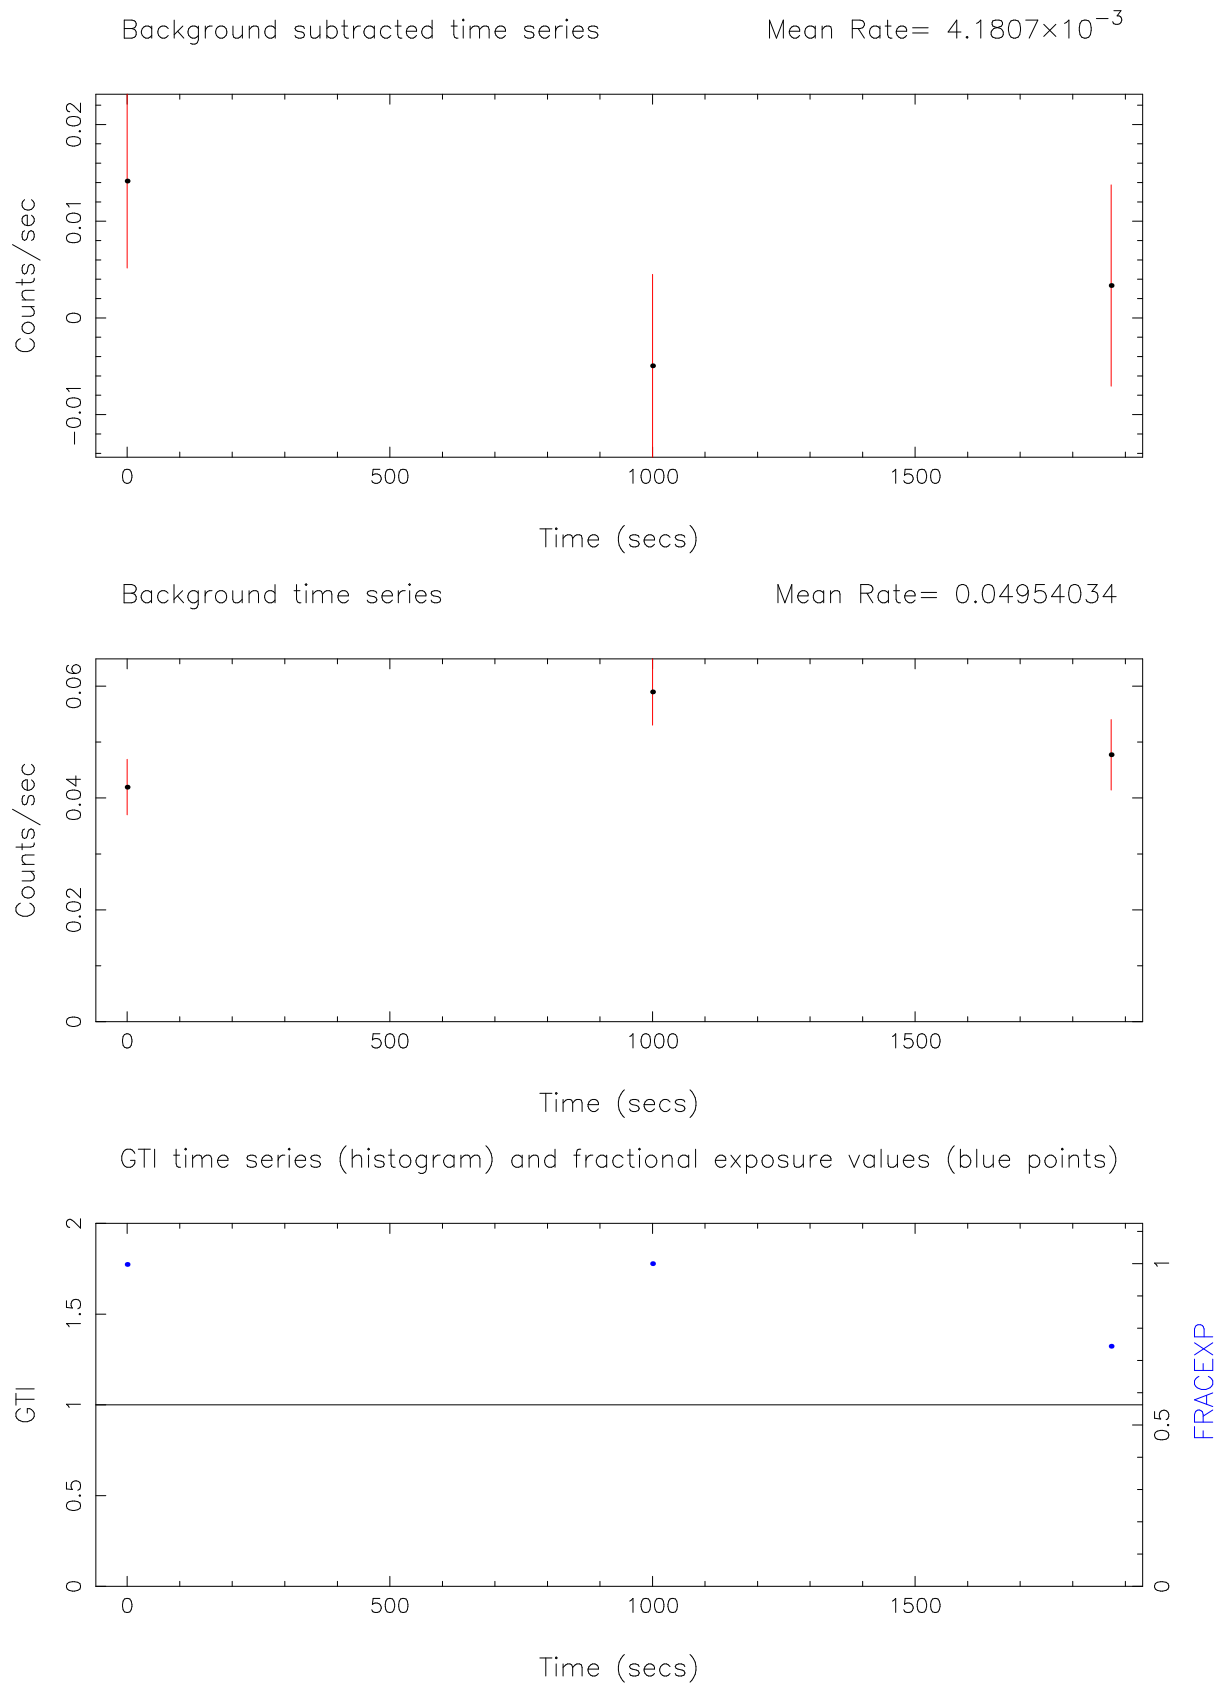 Background subtracted time series Mean Rate= 4.1807×10⁻³
0.02
0.01
0
−0.01
Counts/sec
0 500 1000 1500
Time (secs)
Background time series Mean Rate= 0.04954034
0.06
0.04
0.02
0
Counts/sec
0 500 1000 1500
Time (secs)
GTI time series (histogram) and fractional exposure values (blue points)
2
1.5
1
0.5
0
GTI
1
0.5
0
FRACEXP
0 500 1000 1500
Time (secs)